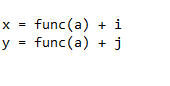 x = func(a) + i
y = func(a) + j